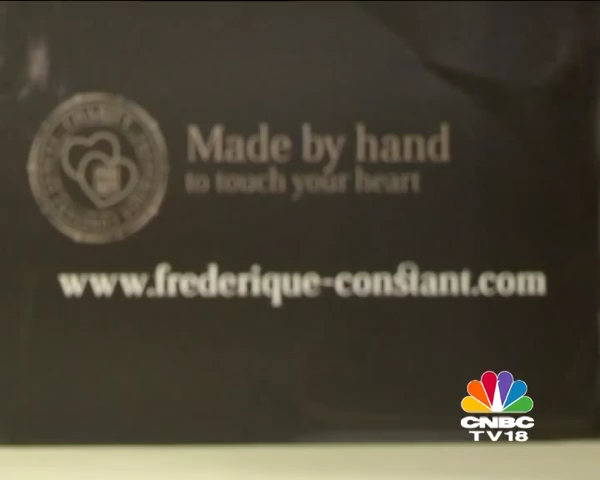 Made by hand
to touch your heart
www.frederique-constant.com
CNBC
TV18